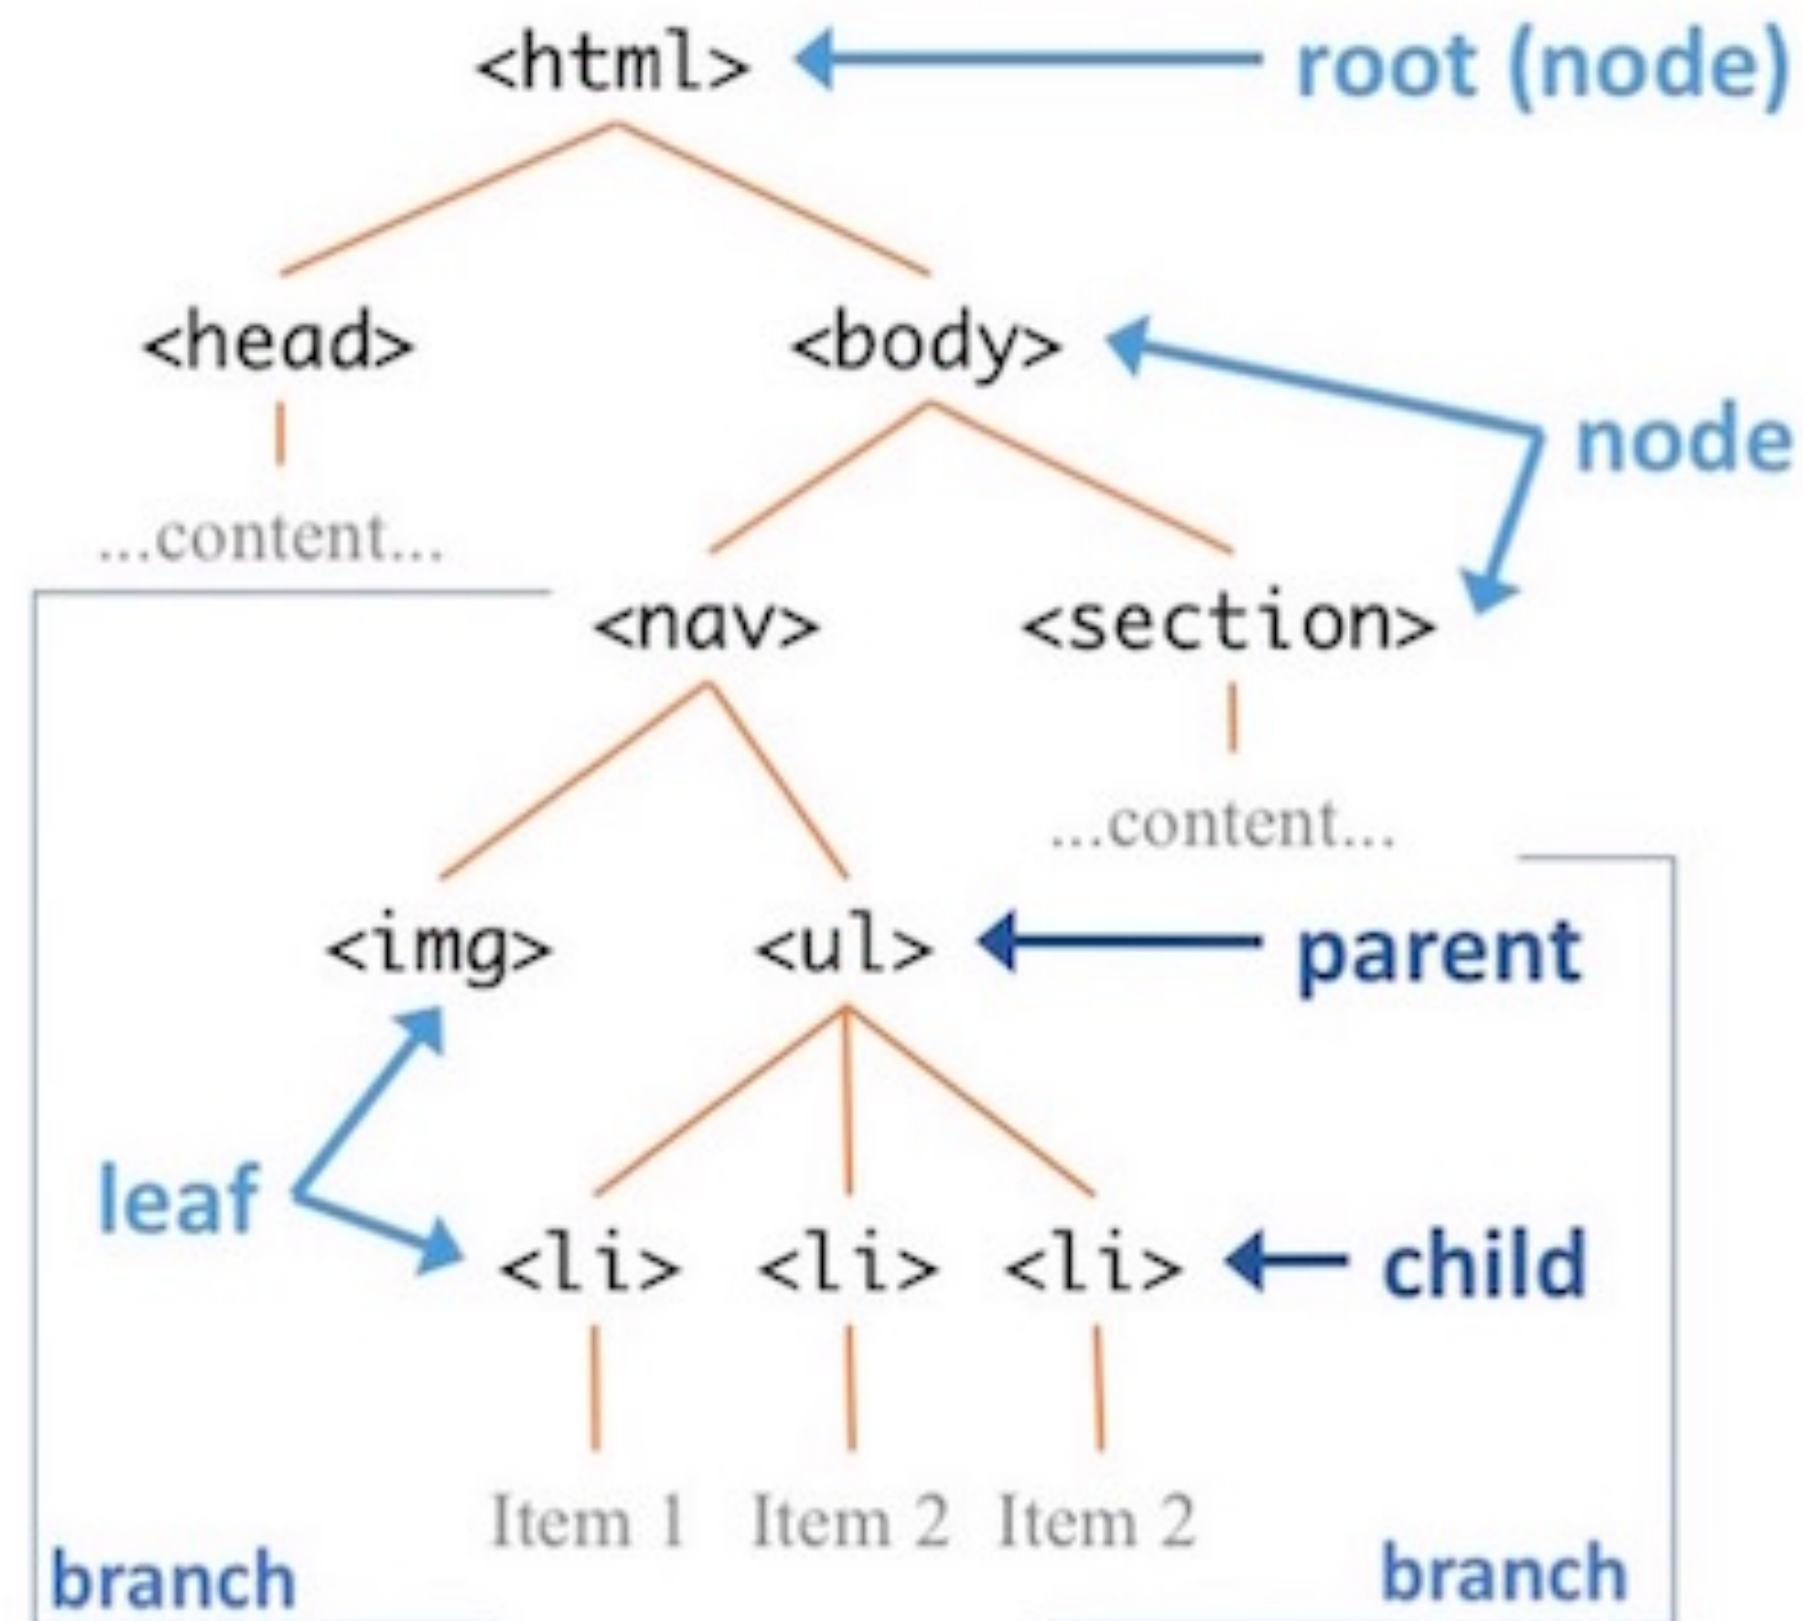 <html> root (node)
<head> <body>
node
...content...
<nav> <section>
...content...
<img> <ul> parent
leaf
<li> <li> <li> child
Item 1 Item 2 Item 2
branch branch